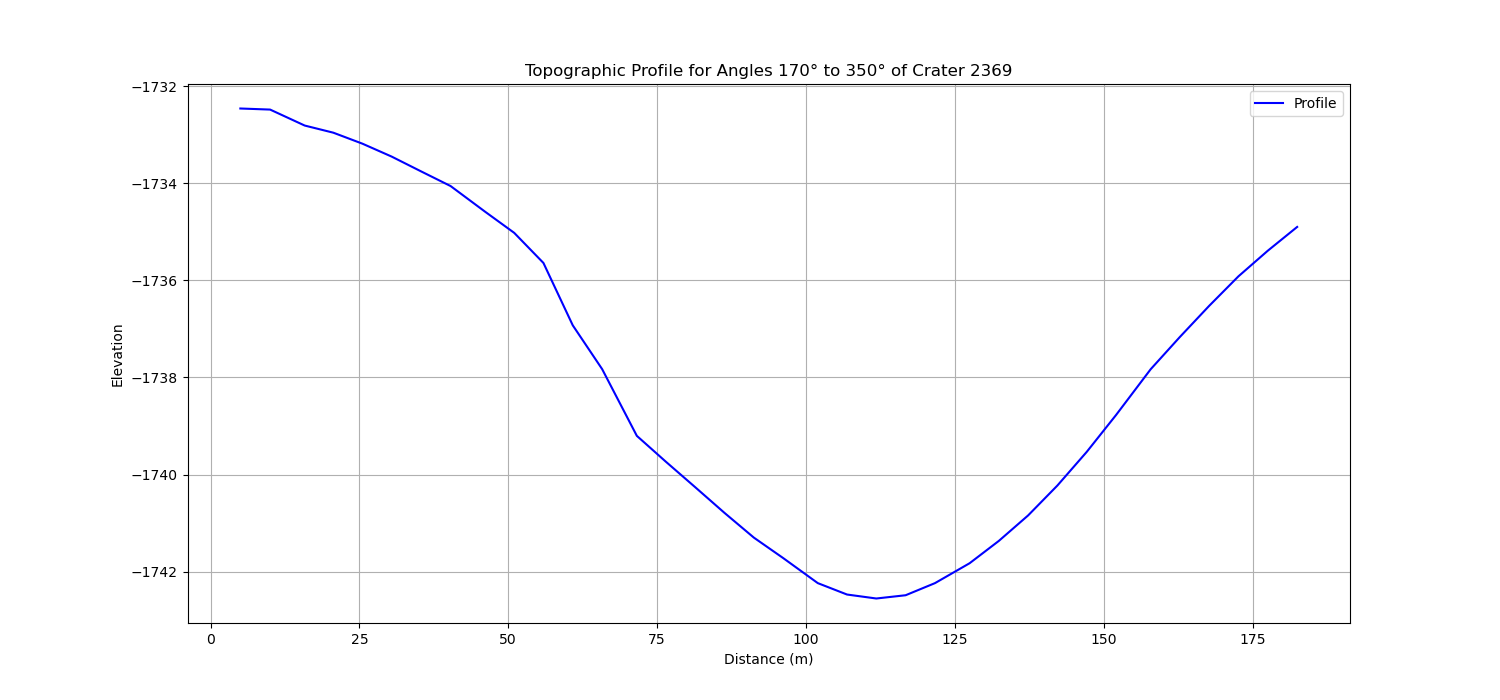 Topographic Profile for Angles 170° to 350° of Crater 2369
Profile
−1732
−1734
−1736
−1738
−1740
−1742
Elevation
0 25 50 75 100 125 150 175
Distance (m)